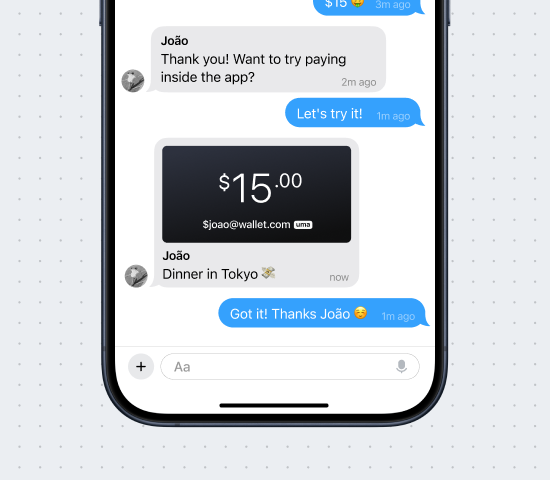 $15 🤑 3m ago
João
Thank you! Want to try paying
inside the app?
2m ago
Let's try it! 1m ago
$15.00
$joao@wallet.com uma
João
Dinner in Tokyo 💸
now
Got it! Thanks João ☺️ 1m ago
Aa